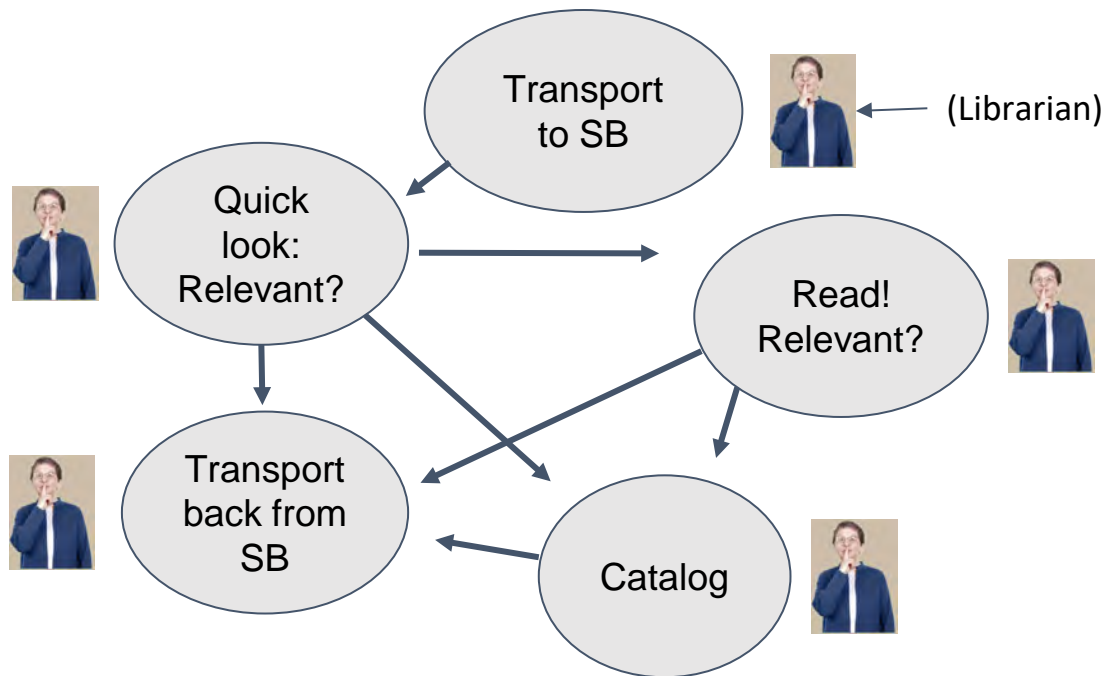 Transport
to SB
(Librarian)
Quick
look:
Relevant?
Read!
Relevant?
Transport
back from
SB
Catalog